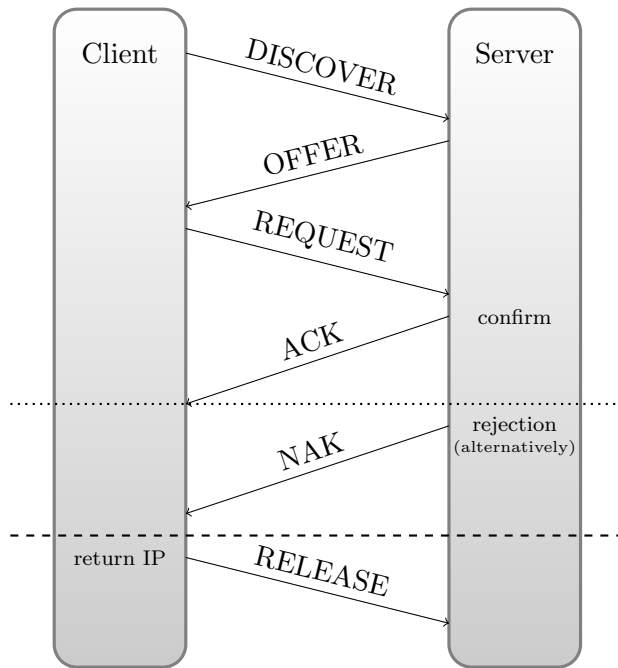 Client
Server
DISCOVER
OFFER
REQUEST
confirm
ACK
rejection
(alternatively)
NAK
return IP
RELEASE